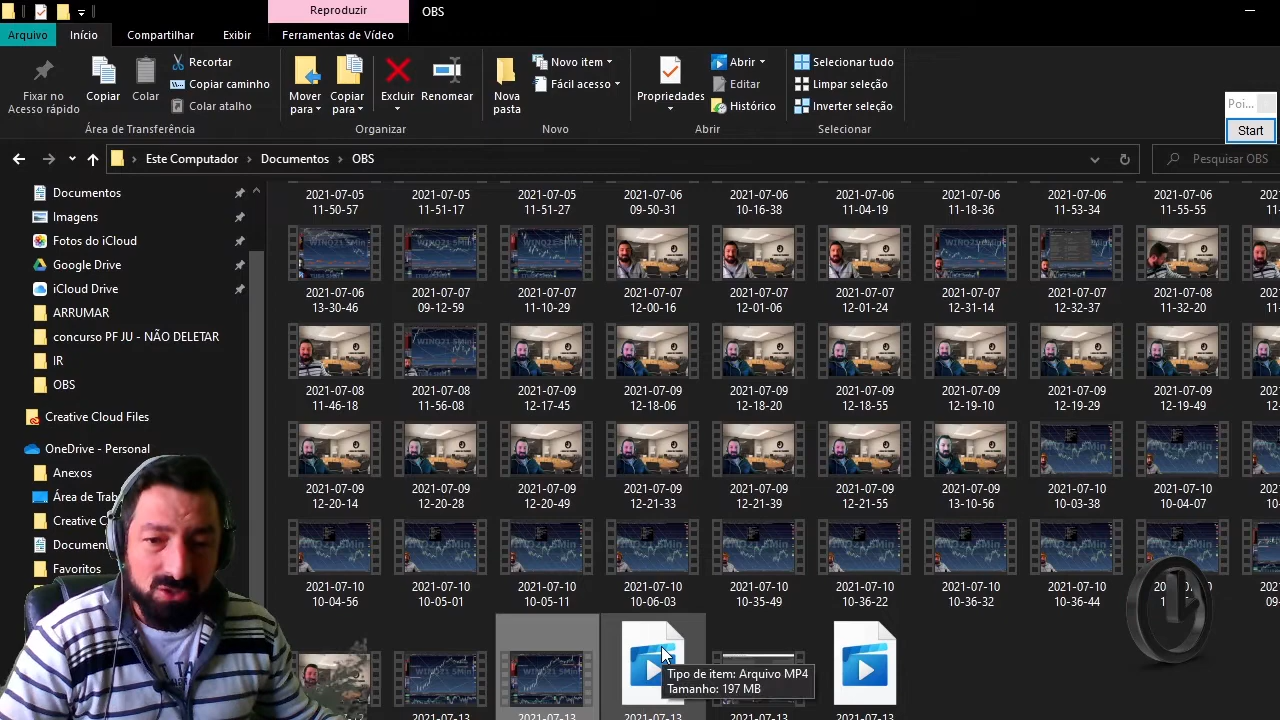 Reproduzir
OBS
Arquivo
Início
Compartilhar
Exibir
Ferramentas de Vídeo
Fixar no
Acesso rápido
Copiar
Colar
Recortar
Copiar caminho
Colar atalho
Área de Transferência
Mover
para
Copiar
para
Excluir
Renomear
Organizar
Nova
pasta
Novo item
Fácil acesso
Novo
Propriedades
Abrir
Editar
Histórico
Abrir
Selecionar tudo
Limpar seleção
Inverter seleção
Selecionar
Poi...
Start
Este Computador
Documentos
OBS
Pesquisar OBS
Documentos
Imagens
Fotos do iCloud
Google Drive
iCloud Drive
ARRUMAR
concurso PF JU - NÃO DELETAR
IR
OBS
Creative Cloud Files
OneDrive - Personal
Anexos
Área de Trab
Creative C
Documen
Favoritos
2021-07-05 2021-07-05 2021-07-05 2021-07-06 2021-07-06 2021-07-06 2021-07-06 2021-07-06 2021-07-06
11-50-57 11-51-17 11-51-27 09-50-31 10-16-38 11-04-19 11-18-36 11-53-34 11-55-55 11-
2021-07-06 2021-07-07 2021-07-07 2021-07-07 2021-07-07 2021-07-07 2021-07-07 2021-07-07 2021-07-08
13-30-46 09-12-59 11-10-29 12-00-16 12-01-06 12-01-24 12-31-14 12-32-37 11-32-20 11-
2021-07-08 2021-07-08 2021-07-09 2021-07-09 2021-07-09 2021-07-09 2021-07-09 2021-07-09 2021-07-09
11-46-18 11-56-08 12-17-45 12-18-06 12-18-20 12-18-55 12-19-10 12-19-29 12-19-49
2021-07-09 2021-07-09 2021-07-09 2021-07-09 2021-07-09 2021-07-09 2021-07-09 2021-07-10 2021-07-10
12-20-14 12-20-28 12-20-49 12-21-33 12-21-39 12-21-55 13-10-56 10-03-38 10-04-07 10-
2021-07-10 2021-07-10 2021-07-10 2021-07-10 2021-07-10 2021-07-10 2021-07-10 2021-07-10
10-04-56 10-05-01 10-05-11 10-06-03 10-35-49 10-36-22 10-36-32 10-36-44 09-
Tipo de item: Arquivo MP4
Tamanho: 197 MB
2021-07-13 2021-07-13 2021-07-13 2021-07-13 2021-07-13